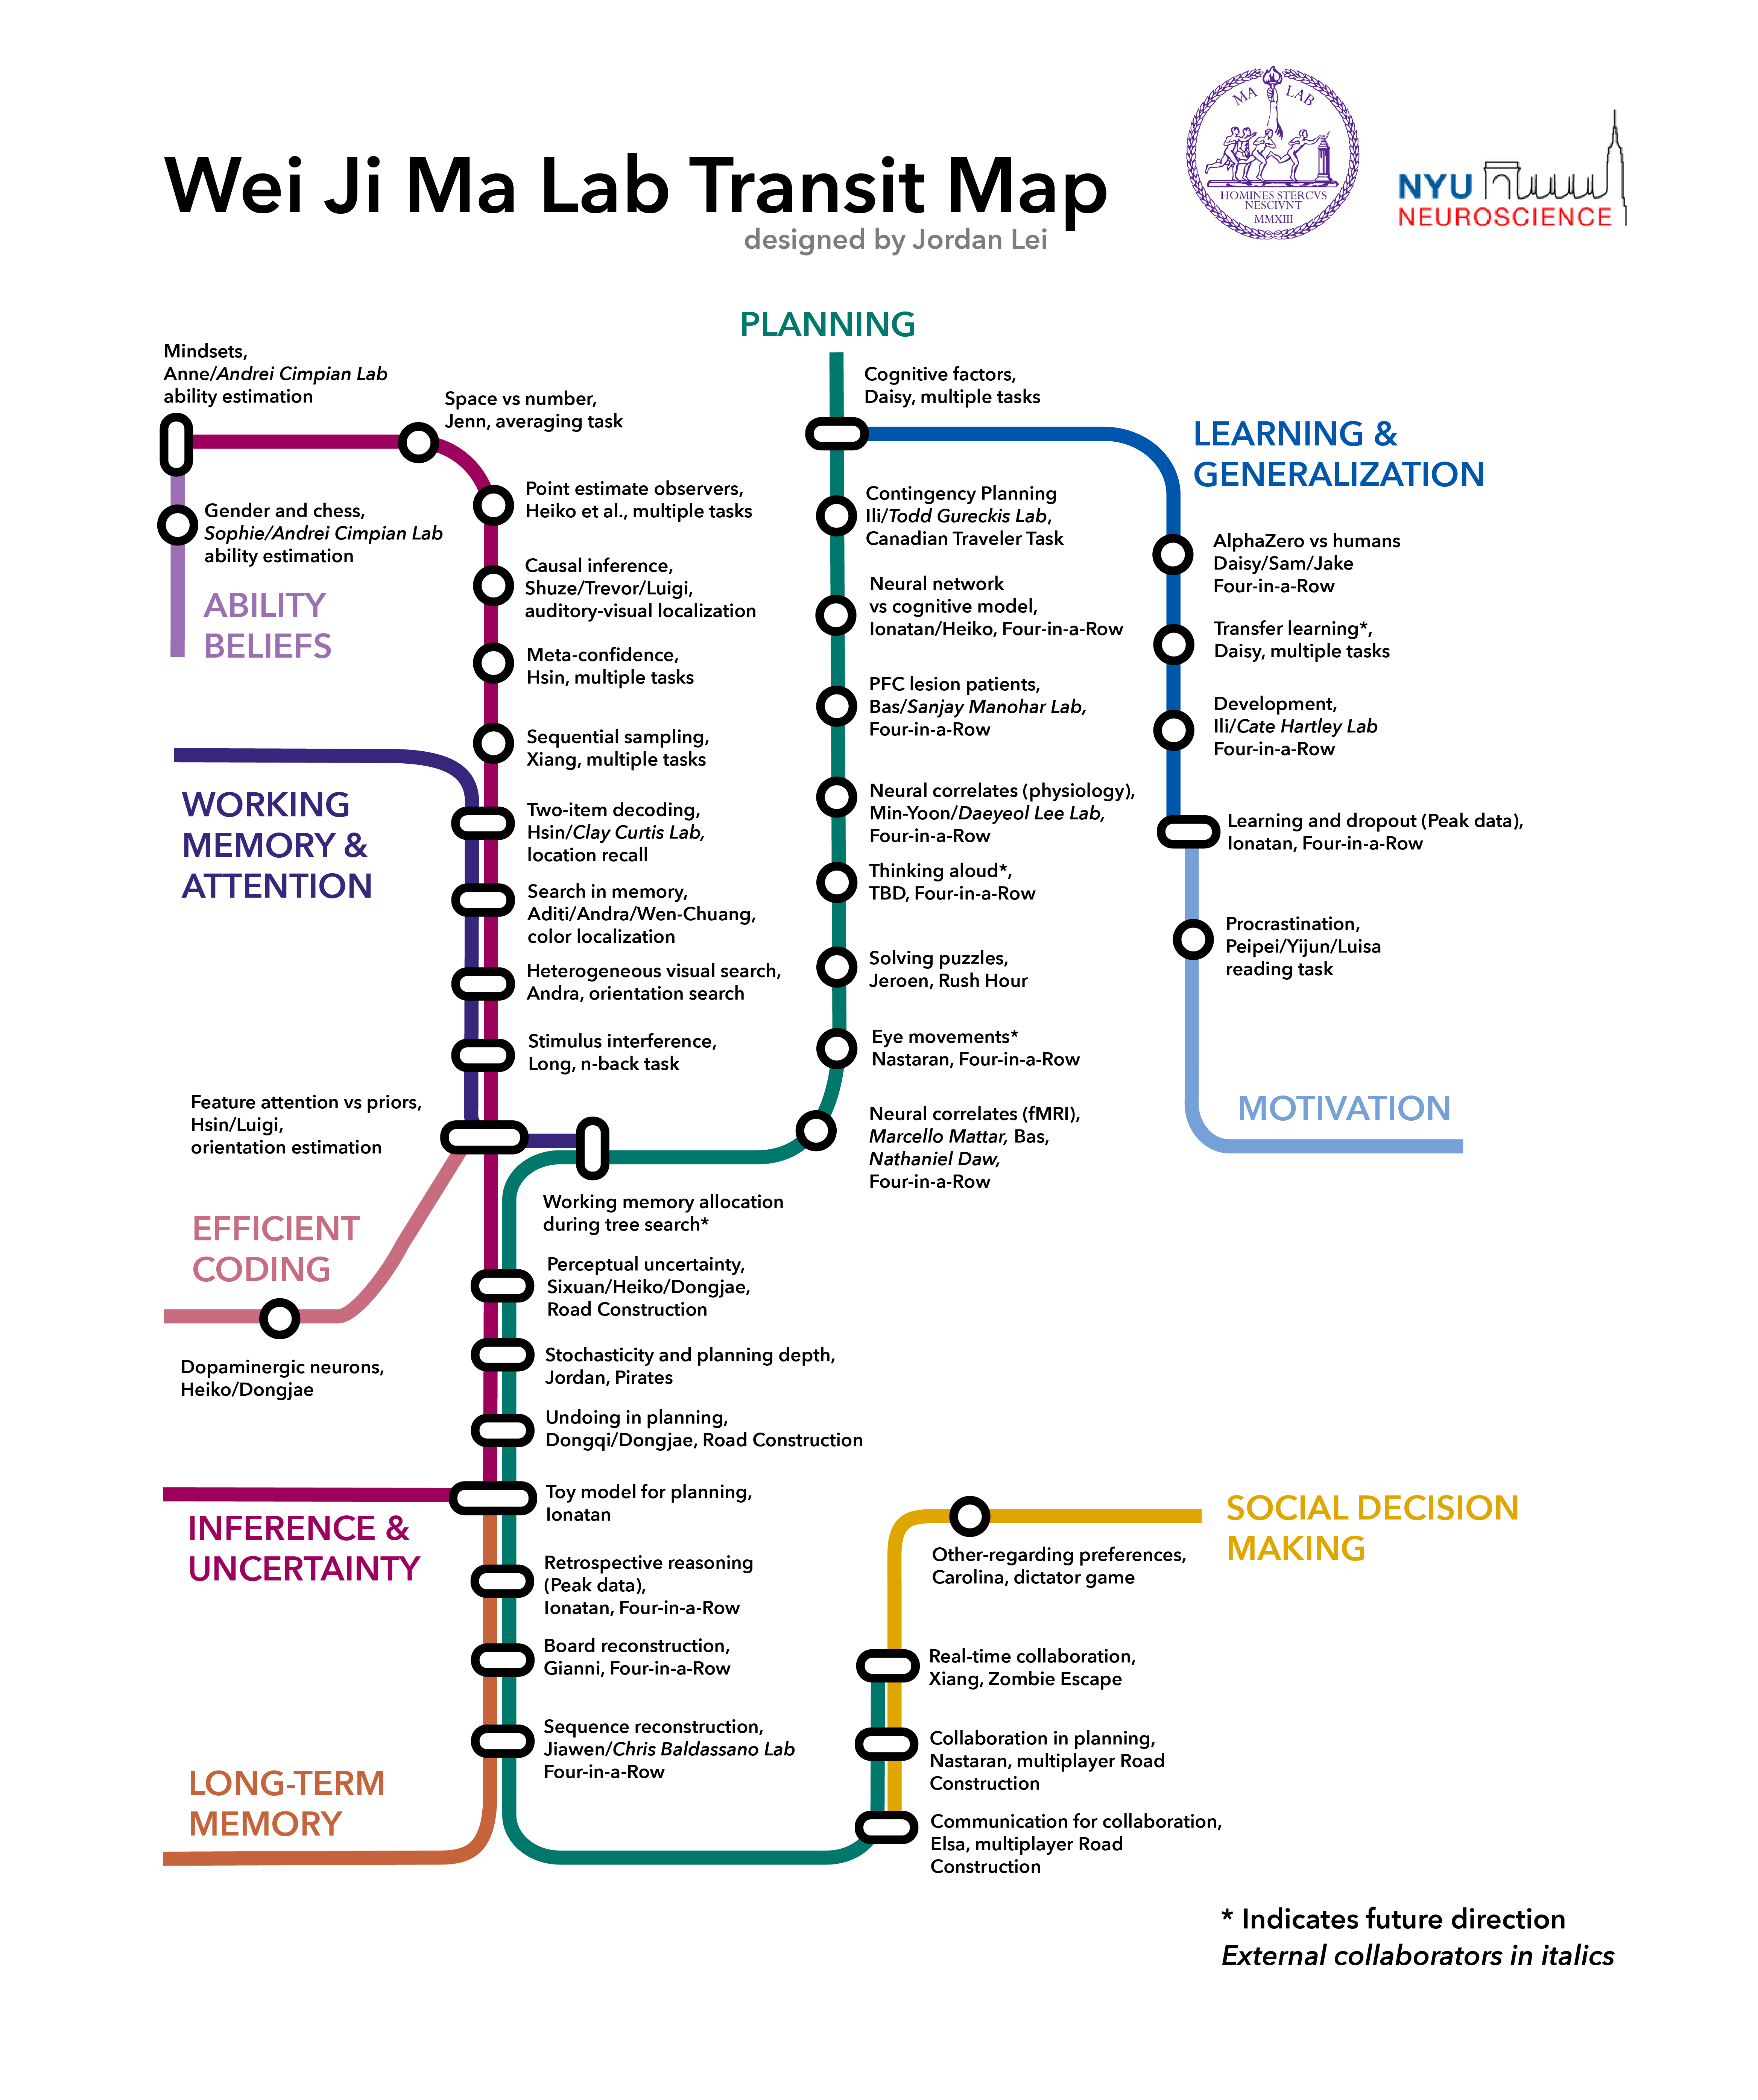 MA LAB
HOMINES STERCVS
NESCIVNT
MMXIII
NYU
NEUROSCIENCE
Wei Ji Ma Lab Transit Map
designed by Jordan Lei
PLANNING
Mindsets,
Anne/Andrei Cimpian Lab
ability estimation
Space vs number,
Jenn, averaging task
Gender and chess,
Sophie/Andrei Cimpian Lab
ability estimation
ABILITY
BELIEFS
Point estimate observers,
Heiko et al., multiple tasks
Causal inference,
Shuze/Trevor/Luigi,
auditory-visual localization
Meta-confidence,
Hsin, multiple tasks
Sequential sampling,
Xiang, multiple tasks
WORKING
MEMORY &
ATTENTION
Two-item decoding,
Hsin/Clay Curtis Lab,
location recall
Search in memory,
Aditi/Andra/Wen-Chuang,
color localization
Heterogeneous visual search,
Andra, orientation search
Stimulus interference,
Long, n-back task
Feature attention vs priors,
Hsin/Luigi,
orientation estimation
EFFICIENT
CODING
Dopaminergic neurons,
Heiko/Dongjae
Cognitive factors,
Daisy, multiple tasks
Contingency Planning
Ili/Todd Gureckis Lab,
Canadian Traveler Task
Neural network
vs cognitive model,
Ionatan/Heiko, Four-in-a-Row
PFC lesion patients,
Bas/Sanjay Manohar Lab,
Four-in-a-Row
Neural correlates (physiology),
Min-Yoon/Daeyeol Lee Lab,
Four-in-a-Row
Thinking aloud*,
TBD, Four-in-a-Row
Solving puzzles,
Jeroen, Rush Hour
Eye movements*
Nastaran, Four-in-a-Row
Neural correlates (fMRI),
Marcello Mattar, Bas,
Nathaniel Daw,
Four-in-a-Row
LEARNING &
GENERALIZATION
AlphaZero vs humans
Daisy/Sam/Jake
Four-in-a-Row
Transfer learning*,
Daisy, multiple tasks
Development,
Ili/Cate Hartley Lab
Four-in-a-Row
Learning and dropout (Peak data),
Ionatan, Four-in-a-Row
Procrastination,
Peipei/Yijun/Luisa
reading task
MOTIVATION
Working memory allocation
during tree search*
Perceptual uncertainty,
Sixuan/Heiko/Dongjae,
Road Construction
Stochasticity and planning depth,
Jordan, Pirates
Undoing in planning,
Dongqi/Dongjae, Road Construction
Toy model for planning,
Ionatan
INFERENCE &
UNCERTAINTY
Retrospective reasoning
(Peak data),
Ionatan, Four-in-a-Row
Board reconstruction,
Gianni, Four-in-a-Row
Sequence reconstruction,
Jiawen/Chris Baldassano Lab
Four-in-a-Row
LONG-TERM
MEMORY
SOCIAL DECISION
MAKING
Other-regarding preferences,
Carolina, dictator game
Real-time collaboration,
Xiang, Zombie Escape
Collaboration in planning,
Nastaran, multiplayer Road
Construction
Communication for collaboration,
Elsa, multiplayer Road
Construction
* Indicates future direction
External collaborators in italics